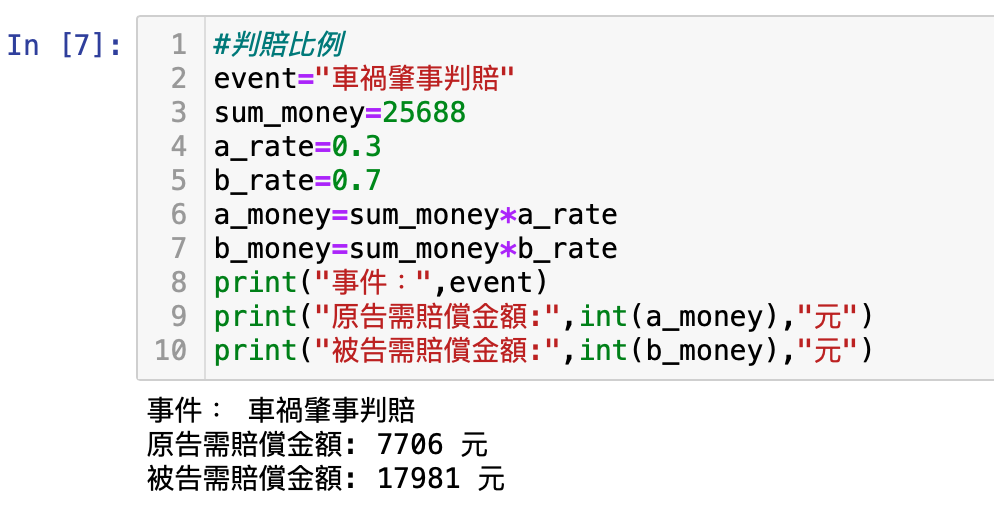 In [7]:
1 #判賠比例
2 event="車禍肇事判賠"
3 sum_money=25688
4 a_rate=0.3
5 b_rate=0.7
6 a_money=sum_money*a_rate
7 b_money=sum_money*b_rate
8 print("事件：",event)
9 print("原告需賠償金額:",int(a_money),"元")
10 print("被告需賠償金額:",int(b_money),"元")
事件： 車禍肇事判賠
原告需賠償金額: 7706 元
被告需賠償金額: 17981 元